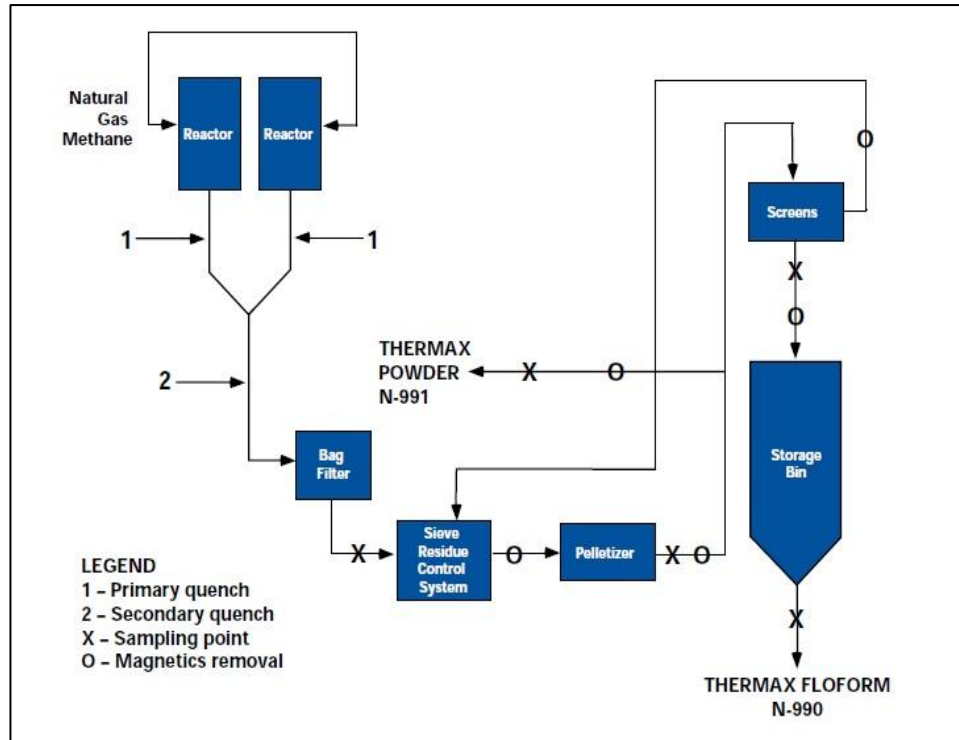 Natural
Gas
Methane
Reactor
Reactor
1
1
2
O
Screens
X
O
THERMAX
POWDER
N-991
X
O
Bag
Filter
Storage
Bin
X
Sieve
Residue
Control
System
O
Pelletizer
X O
LEGEND
1 – Primary quench
2 – Secondary quench
X – Sampling point
O – Magnetics removal
X
THERMAX FLOFORM
N-990